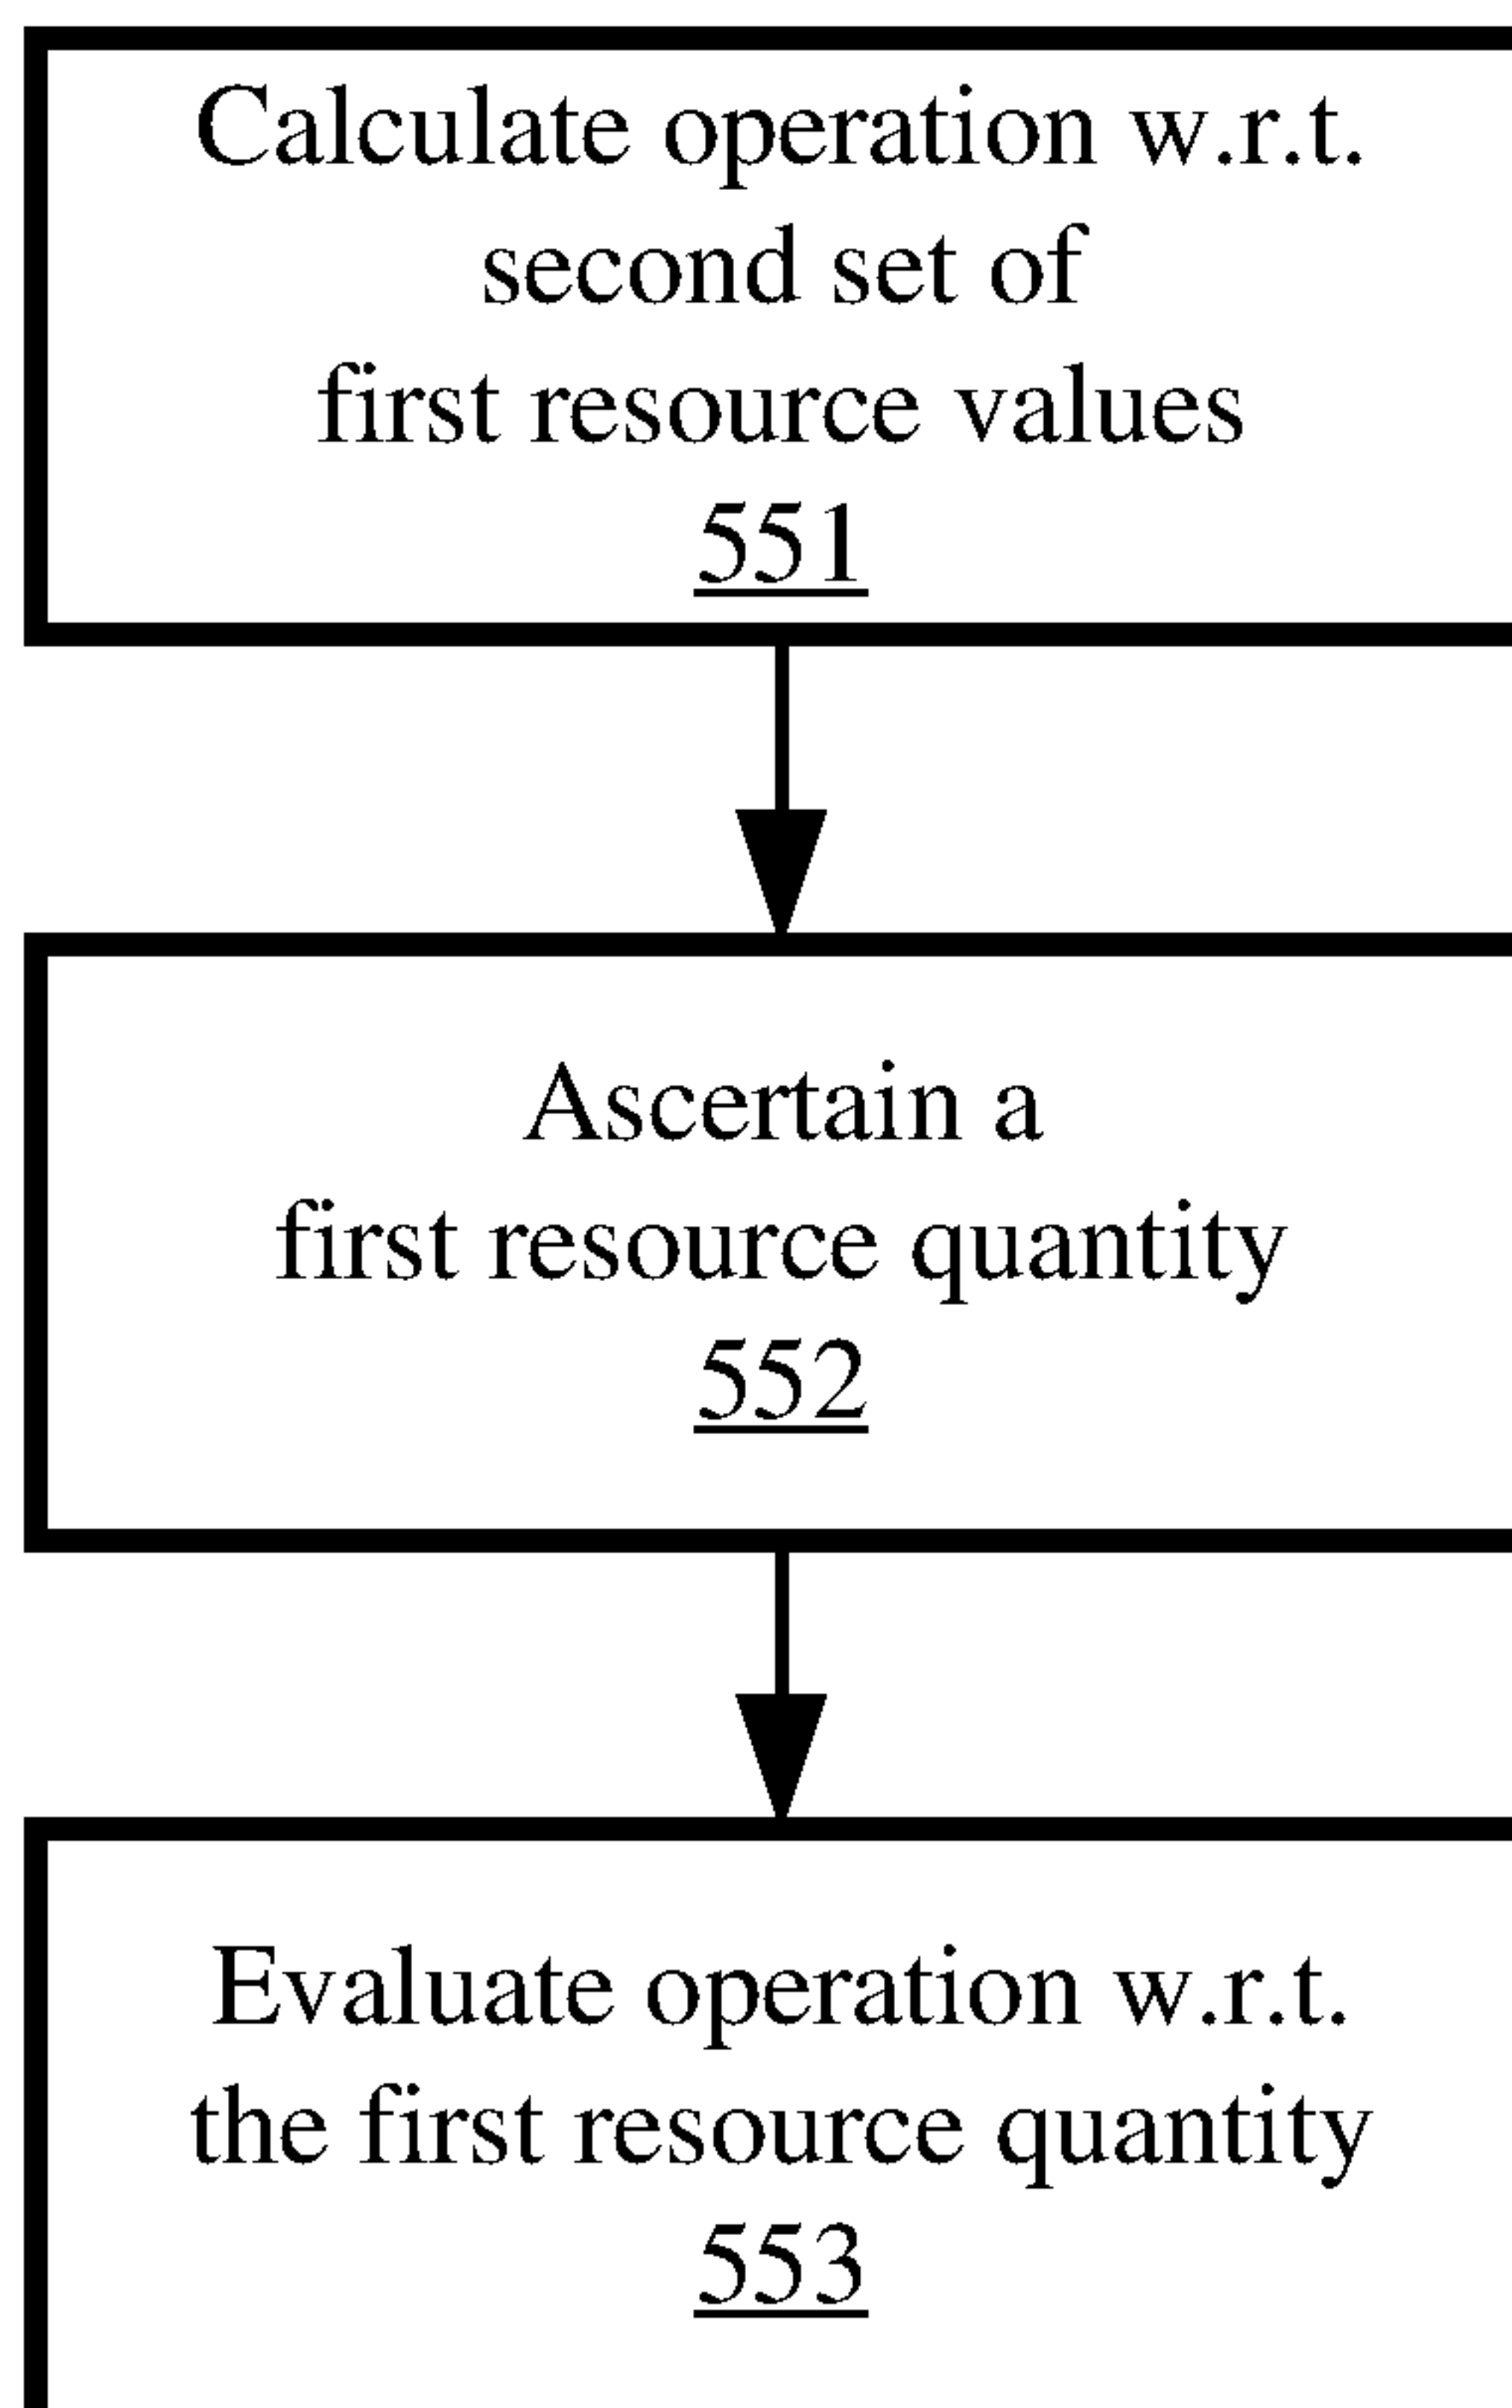 Calculate operation w.r.t.
second set of
first resource values
551
Ascertain a
first resource quantity
552
Evaluate operation w.r.t.
the first resource quantity
553